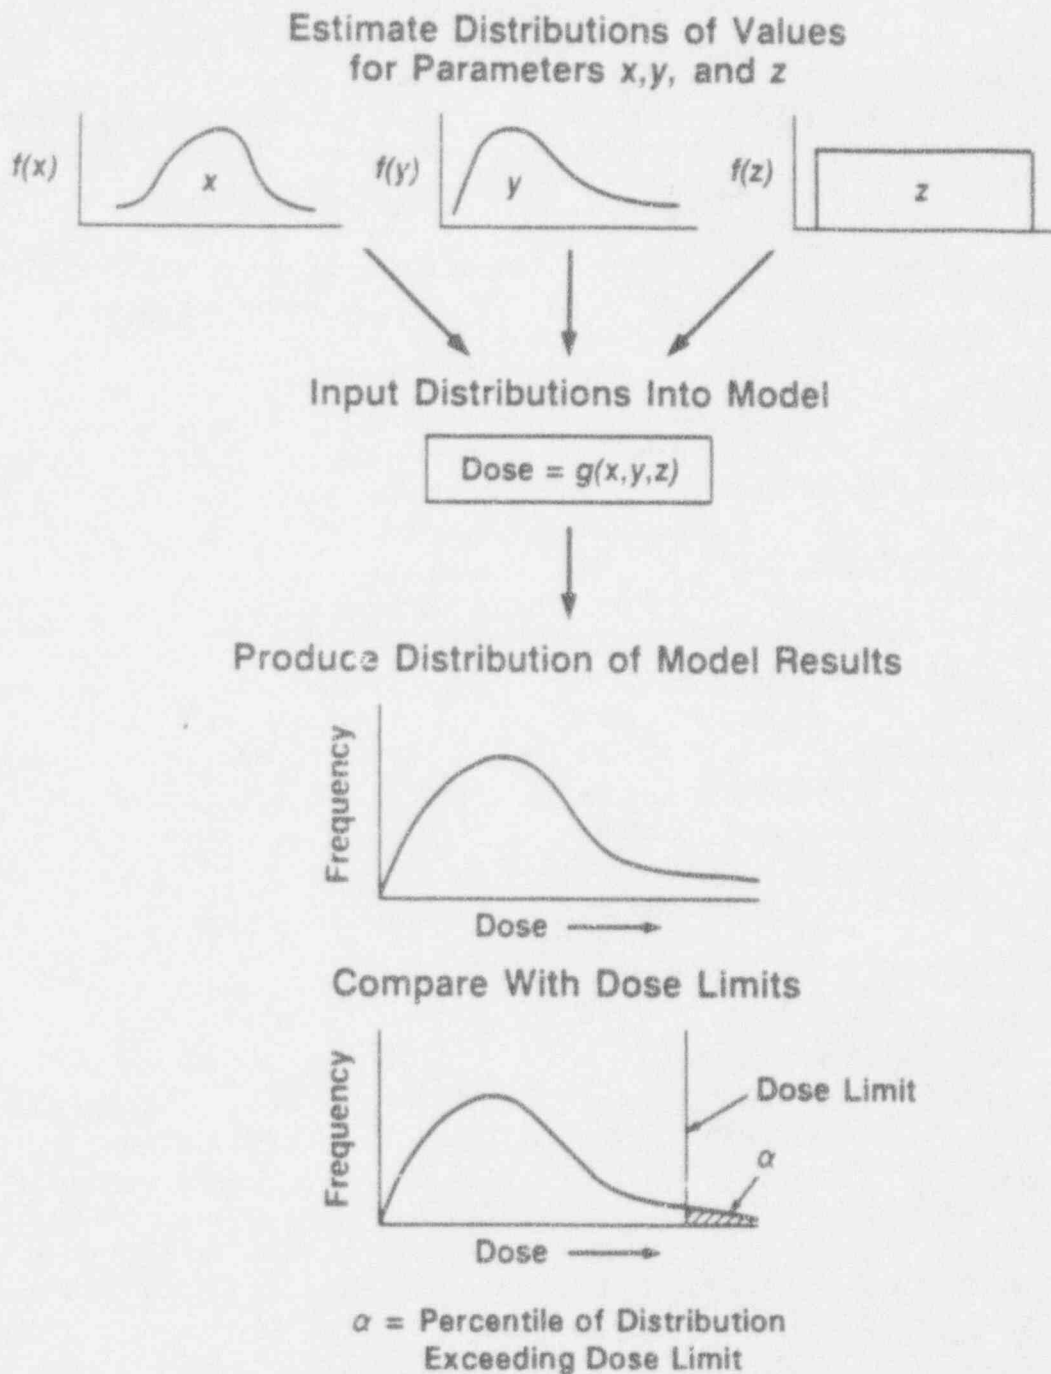 Estimate Distributions of Values
for Parameters x,y, and z
f(x)
x
f(y)
y
f(z)
z
Input Distributions Into Model
Dose = g(x,y,z)
Produce Distribution of Model Results
Frequency
Dose
Compare With Dose Limits
Frequency
Dose Limit
α
Dose
α = Percentile of Distribution
Exceeding Dose Limit